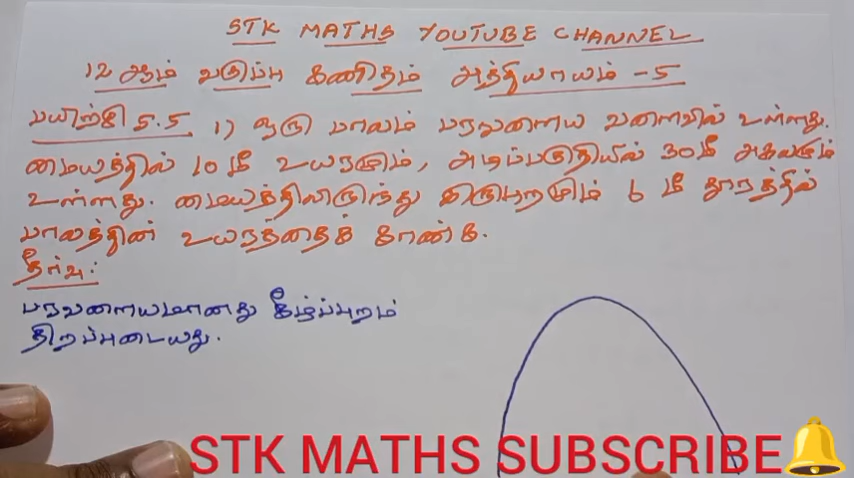 STK MATHS YOUTUBE CHANNEL
12 ஆம் வகுப்பு கணிதம் அத்தியாயம் - 5
பயிற்சி 5.5 1) ஒரு பாலம் பரவளைய வளைவில் உள்ளது.
மையத்தில் 10 மீ உயரமும், அடிப்பகுதியில் 30 மீ அகலமும்
உள்ளது. மையத்திலிருந்து இருபுறமும் 6 மீ தூரத்தில்
பாலத்தின் உயரத்தைக் காண்க.
தீர்வு:
பரவளையமானது கீழ்ப்புறம்
திறப்புடையது.
STK MATHS SUBSCRIBE